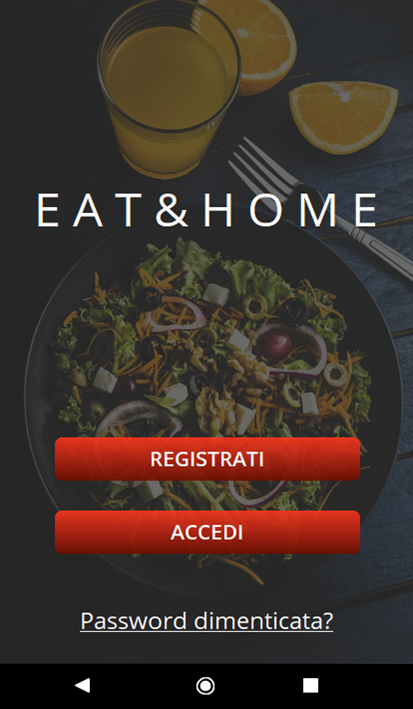 EAT&HOME
REGISTRATI
ACCEDI
Password dimenticata?